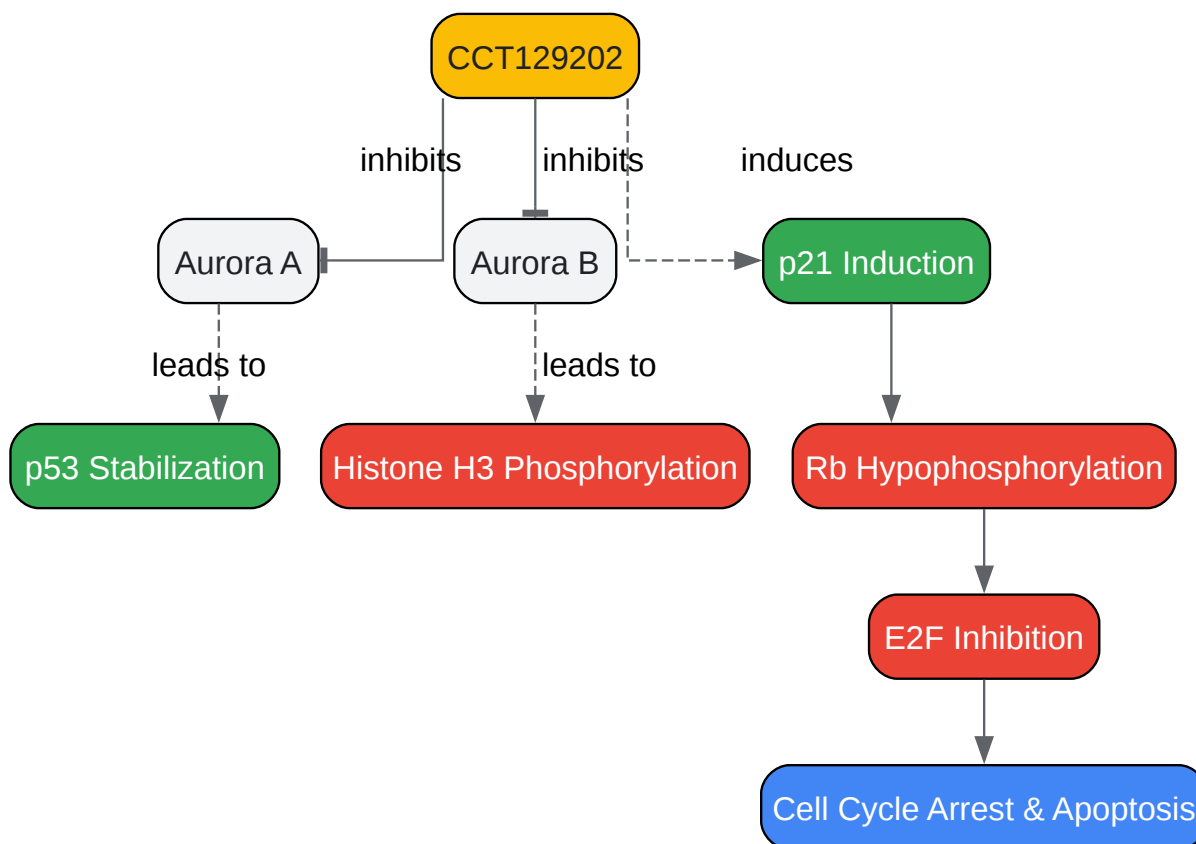 CCT129202
inhibits
inhibits
induces
Aurora A
Aurora B
p21 Induction
leads to
leads to
p53 Stabilization
Histone H3 Phosphorylation
Rb Hypophosphorylation
E2F Inhibition
Cell Cycle Arrest & Apoptosis